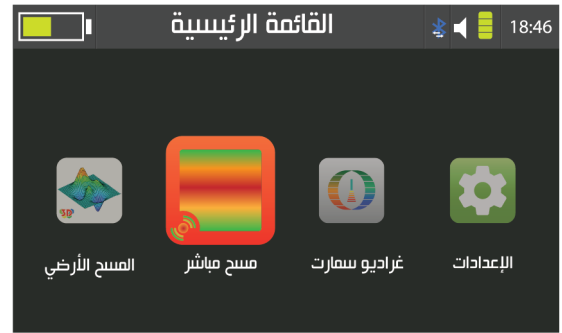 القائمة الرئيسية
18:46
الإعدادات
غراديو سمارت
مسح مباشر
المسح الأرضي
3D